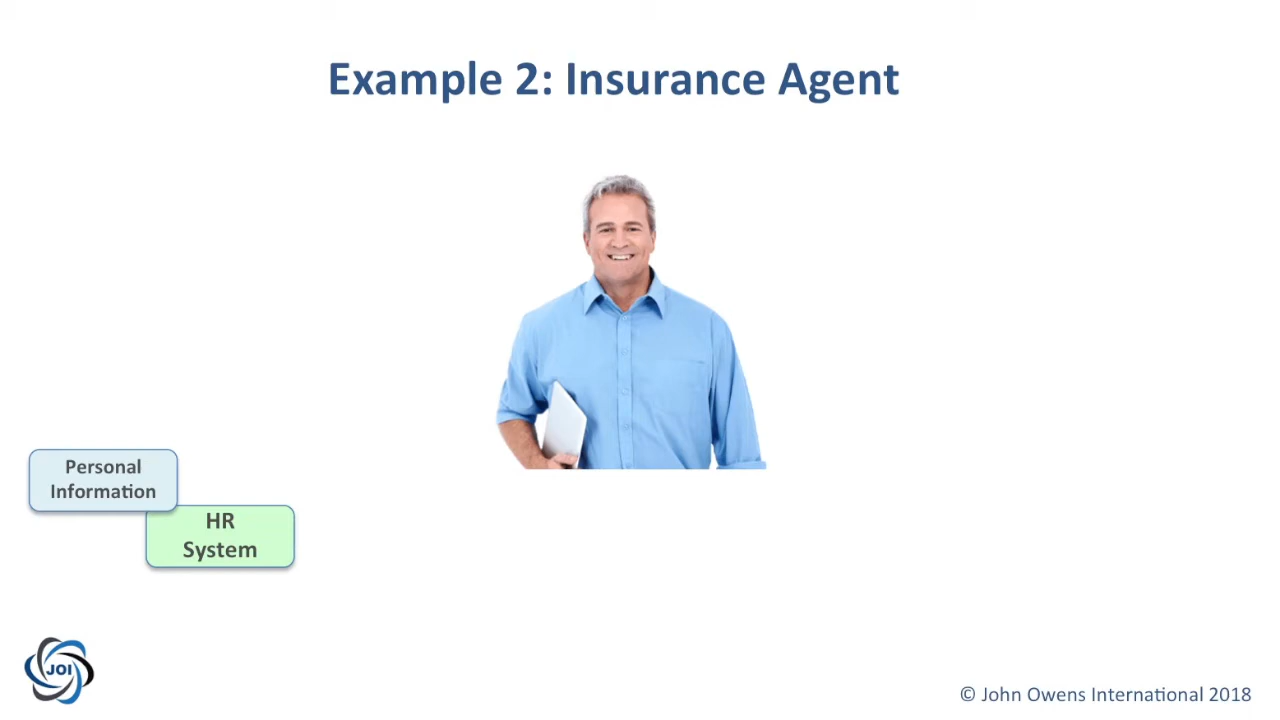 Example 2: Insurance Agent
Personal
Information
HR
System
JOI
© John Owens International 2018